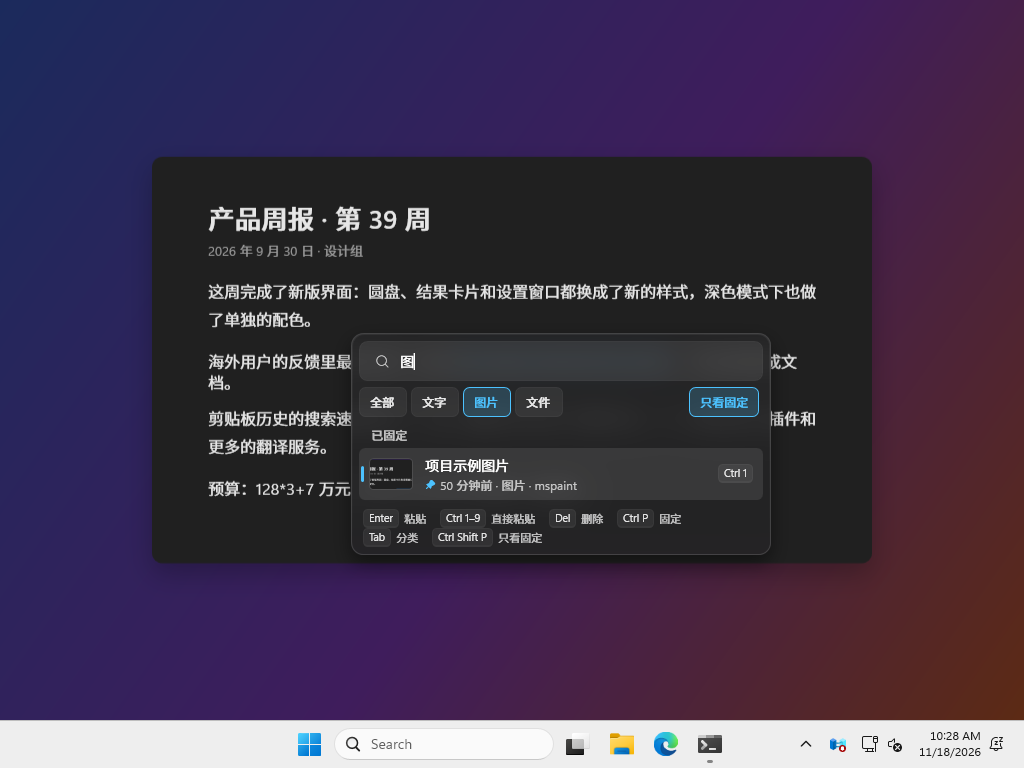 产品周报 · 第 39 周
2026 年 9 月 30 日 · 设计组
这周完成了新版界面：圆盘、结果卡片和设置窗口都换成了新的样式，深色模式下也做
了单独的配色。
海外用户的反馈里最
成文
档。
剪贴板历史的搜索速
插件和
更多的翻译服务。
预算：128*3+7 万元
图
全部 文字 图片 文件 只看固定
已固定
项目示例图片
50 分钟前 · 图片 · mspaint
Ctrl 1
Enter 粘贴 Ctrl 1–9 直接粘贴 Del 删除 Ctrl P 固定
Tab 分类 Ctrl Shift P 只看固定
Search
10:28 AM
11/18/2026